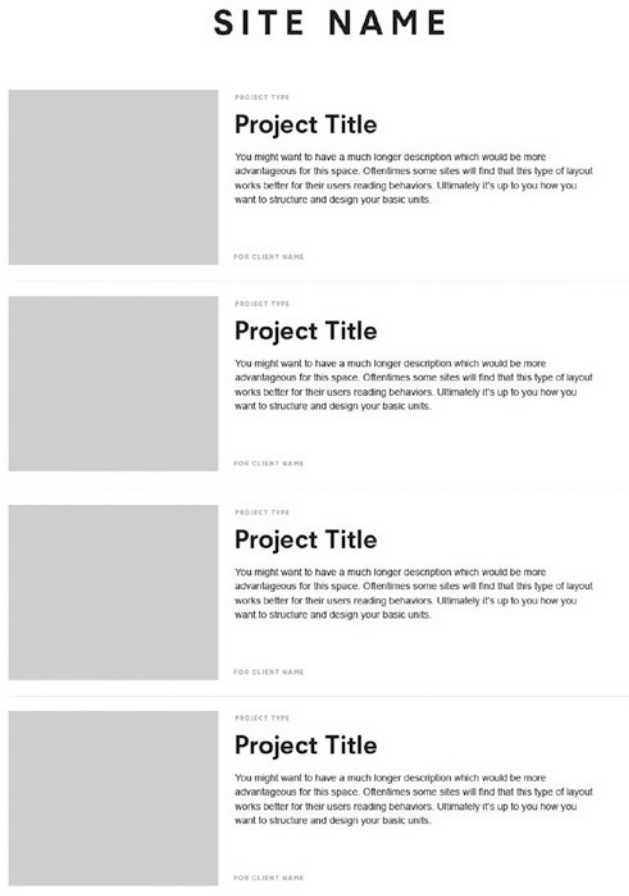 SITE NAME
PROJECT TYPE
Project Title
You might want to have a much longer description which would be more
advantageous for this space. Oftentimes some sites will find that this type of layout
works better for their users reading behaviors. Ultimately it's up to you how you
want to structure and design your basic units.
FOR CLIENT NAME
PROJECT TYPE
Project Title
You might want to have a much longer description which would be more
advantageous for this space. Oftentimes some sites will find that this type of layout
works better for their users reading behaviors. Ultimately it's up to you how you
want to structure and design your basic units.
FOR CLIENT NAME
PROJECT TYPE
Project Title
You might want to have a much longer description which would be more
advantageous for this space. Oftentimes some sites will find that this type of layout
works better for their users reading behaviors. Ultimately it's up to you how you
want to structure and design your basic units.
FOR CLIENT NAME
PROJECT TYPE
Project Title
You might want to have a much longer description which would be more
advantageous for this space. Oftentimes some sites will find that this type of layout
works better for their users reading behaviors. Ultimately it's up to you how you
want to structure and design your basic units.
FOR CLIENT NAME